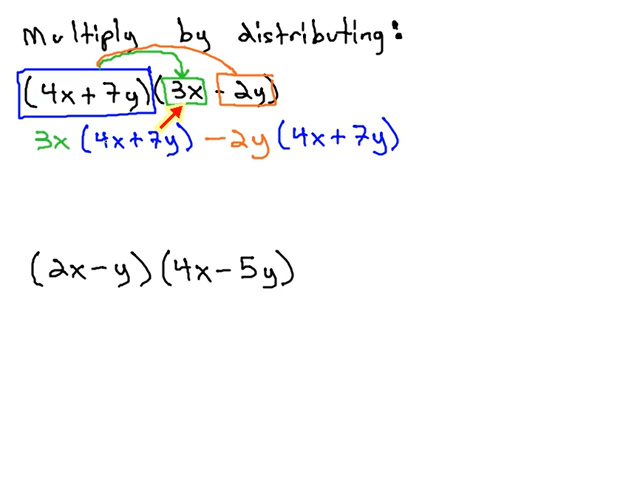 Multiply by distributing:
(4x + 7y)(3x - 2y)
3x (4x + 7y) - 2y (4x + 7y)
(2x - y)(4x - 5y)